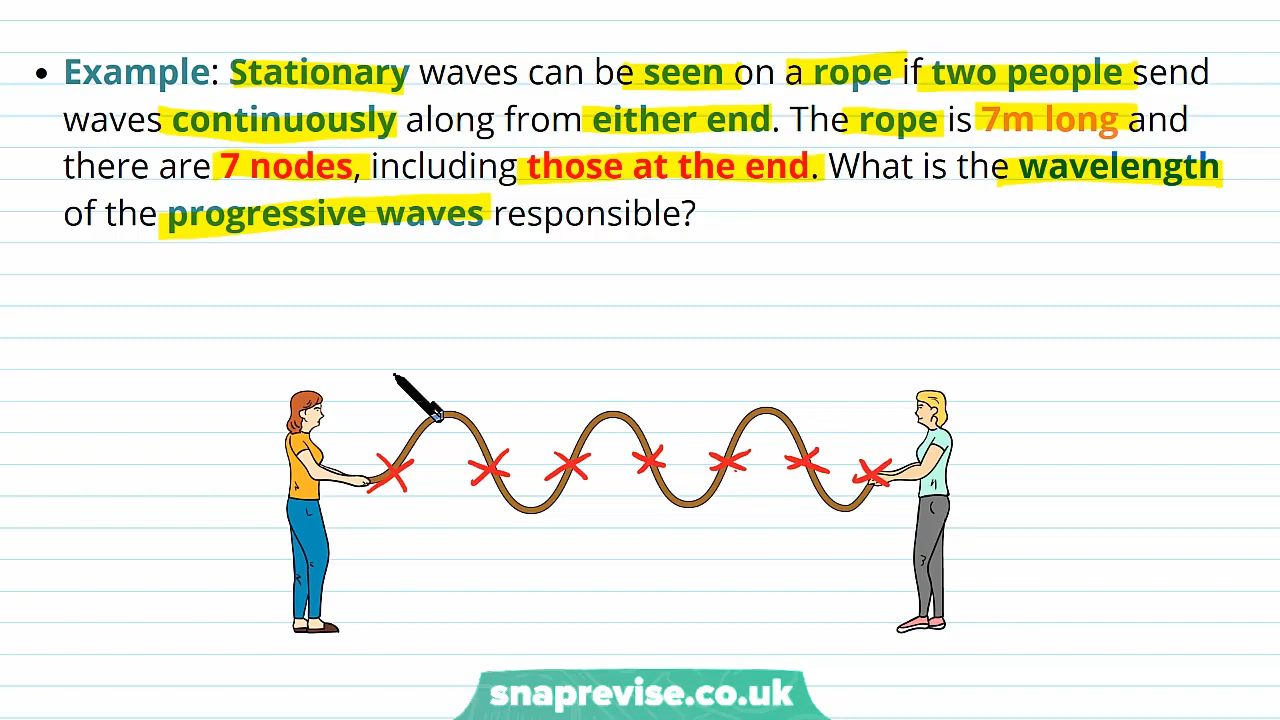 • Example: Stationary waves can be seen on a rope if two people send
waves continuously along from either end. The rope is 7m long and
there are 7 nodes, including those at the end. What is the wavelength
of the progressive waves responsible?
snaprevise.co.uk